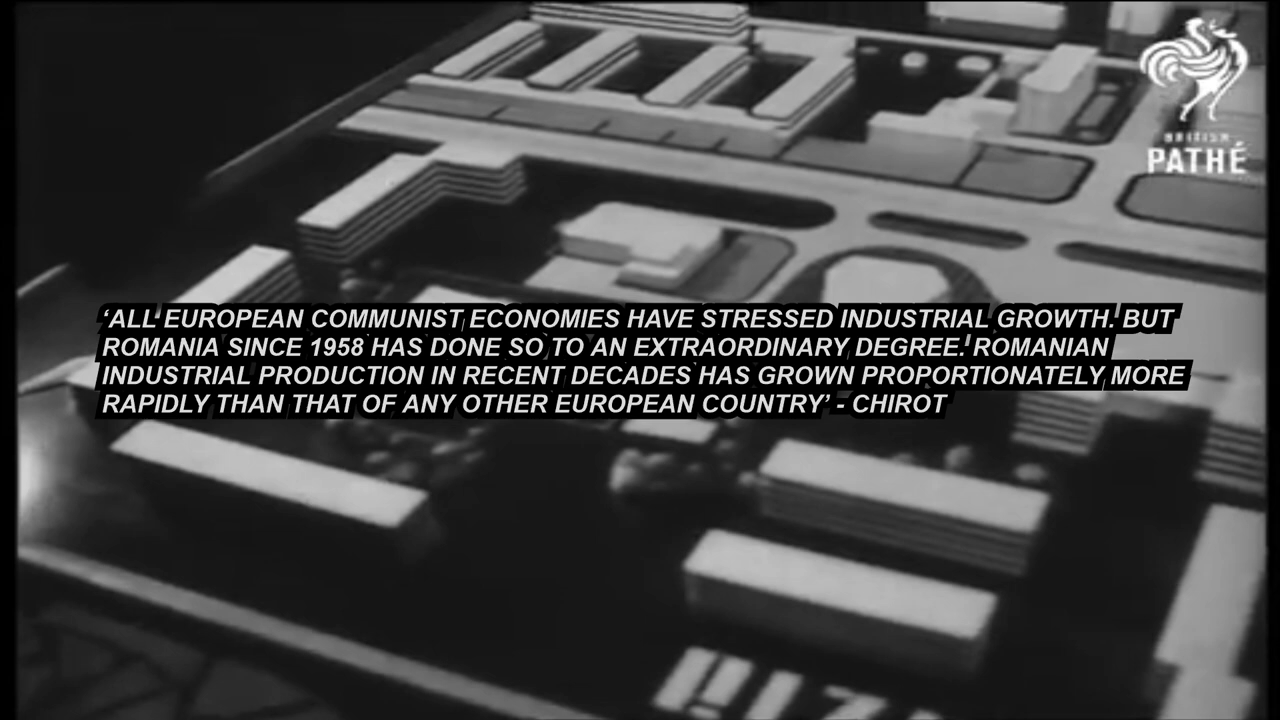 BRITISH
PATHÉ
‘ALL EUROPEAN COMMUNIST ECONOMIES HAVE STRESSED INDUSTRIAL GROWTH. BUT
ROMANIA SINCE 1958 HAS DONE SO TO AN EXTRAORDINARY DEGREE. ROMANIAN
INDUSTRIAL PRODUCTION IN RECENT DECADES HAS GROWN PROPORTIONATELY MORE
RAPIDLY THAN THAT OF ANY OTHER EUROPEAN COUNTRY’ - CHIROT